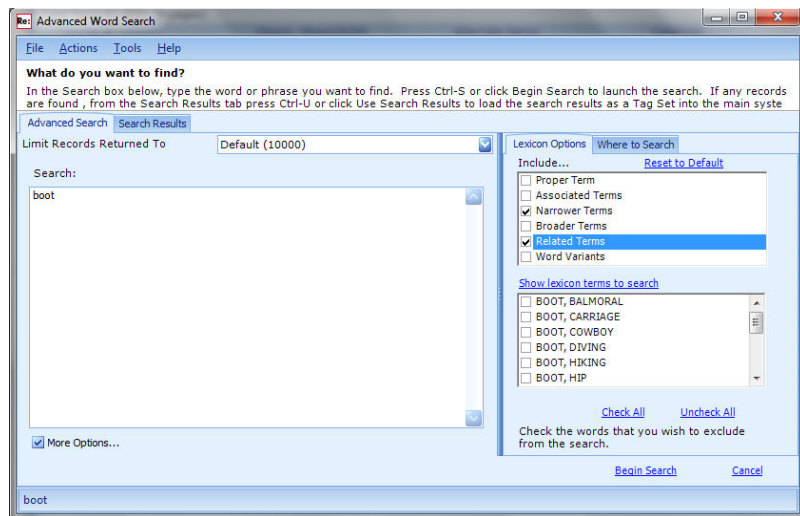 Re: Advanced Word Search
File Actions Tools Help
What do you want to find?
In the Search box below, type the word or phrase you want to find. Press Ctrl-S or click Begin Search to launch the search. If any records
are found , from the Search Results tab press Ctrl-U or click Use Search Results to load the search results as a Tag Set into the main syste
Advanced Search Search Results
Limit Records Returned To Default (10000)
Search:
boot
More Options...
Lexicon Options Where to Search
Include... Reset to Default
Proper Term
Associated Terms
Narrower Terms
Broader Terms
Related Terms
Word Variants
Show lexicon terms to search
BOOT, BALMORAL
BOOT, CARRIAGE
BOOT, COWBOY
BOOT, DIVING
BOOT, HIKING
BOOT, HIP
Check All Uncheck All
Check the words that you wish to exclude
from the search.
Begin Search Cancel
boot